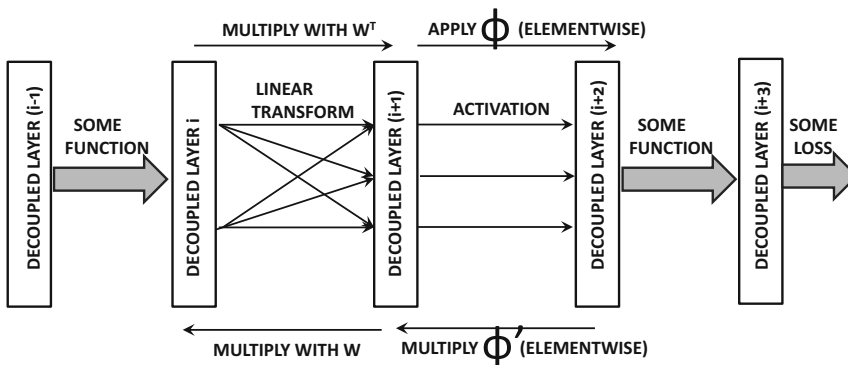 MULTIPLY WITH Wᵀ
APPLY ϕ (ELEMENTWISE)
DECOUPLED LAYER (i-1)
SOME
FUNCTION
DECOUPLED LAYER i
LINEAR
TRANSFORM
DECOUPLED LAYER (i+1)
ACTIVATION
DECOUPLED LAYER (i+2)
SOME
FUNCTION
DECOUPLED LAYER (i+3)
SOME
LOSS
MULTIPLY WITH W
MULTIPLY ϕ′ (ELEMENTWISE)